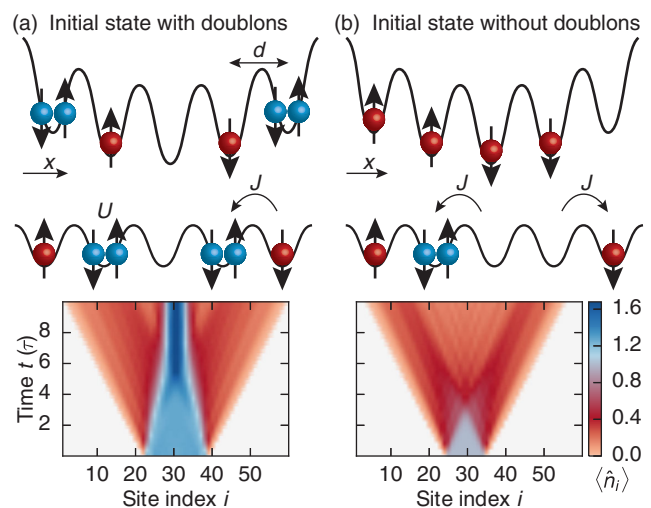 (a) Initial state with doublons
d
x
U
J
(b) Initial state without doublons
x
J
J
Time t (τ)
8
6
4
2
10 20 30 40 50
Site index i
10 20 30 40 50
Site index i
1.6
1.2
0.8
0.4
0.0
⟨n̂ᵢ⟩